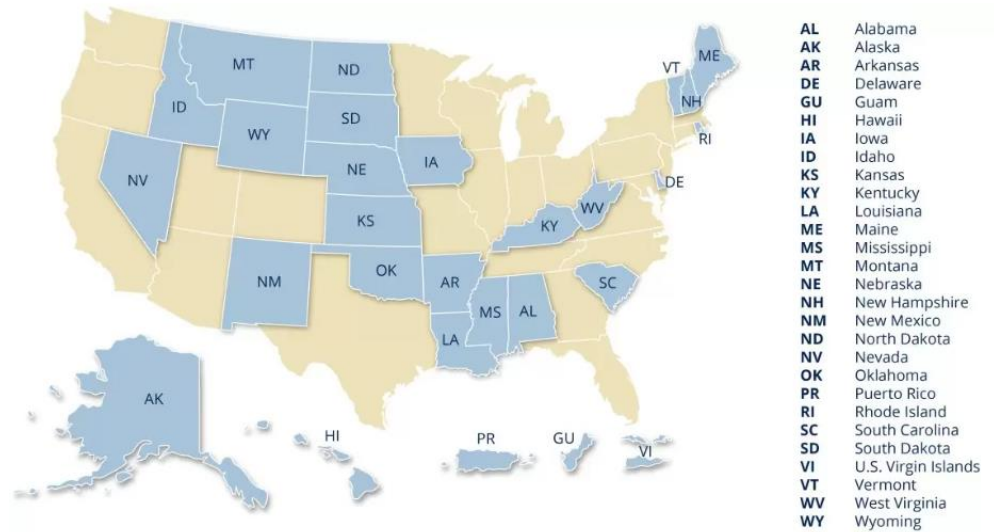 MT
ND
ID
WY
SD
NE
IA
NV
KS
NM
OK
AR
MS
AL
LA
KY
WV
SC
VT
ME
NH
RI
DE
AK
HI
PR
GU
VI
AL Alabama
AK Alaska
AR Arkansas
DE Delaware
GU Guam
HI Hawaii
IA Iowa
ID Idaho
KS Kansas
KY Kentucky
LA Louisiana
ME Maine
MS Mississippi
MT Montana
NE Nebraska
NH New Hampshire
NM New Mexico
ND North Dakota
NV Nevada
OK Oklahoma
PR Puerto Rico
RI Rhode Island
SC South Carolina
SD South Dakota
VI U.S. Virgin Islands
VT Vermont
WV West Virginia
WY Wyoming